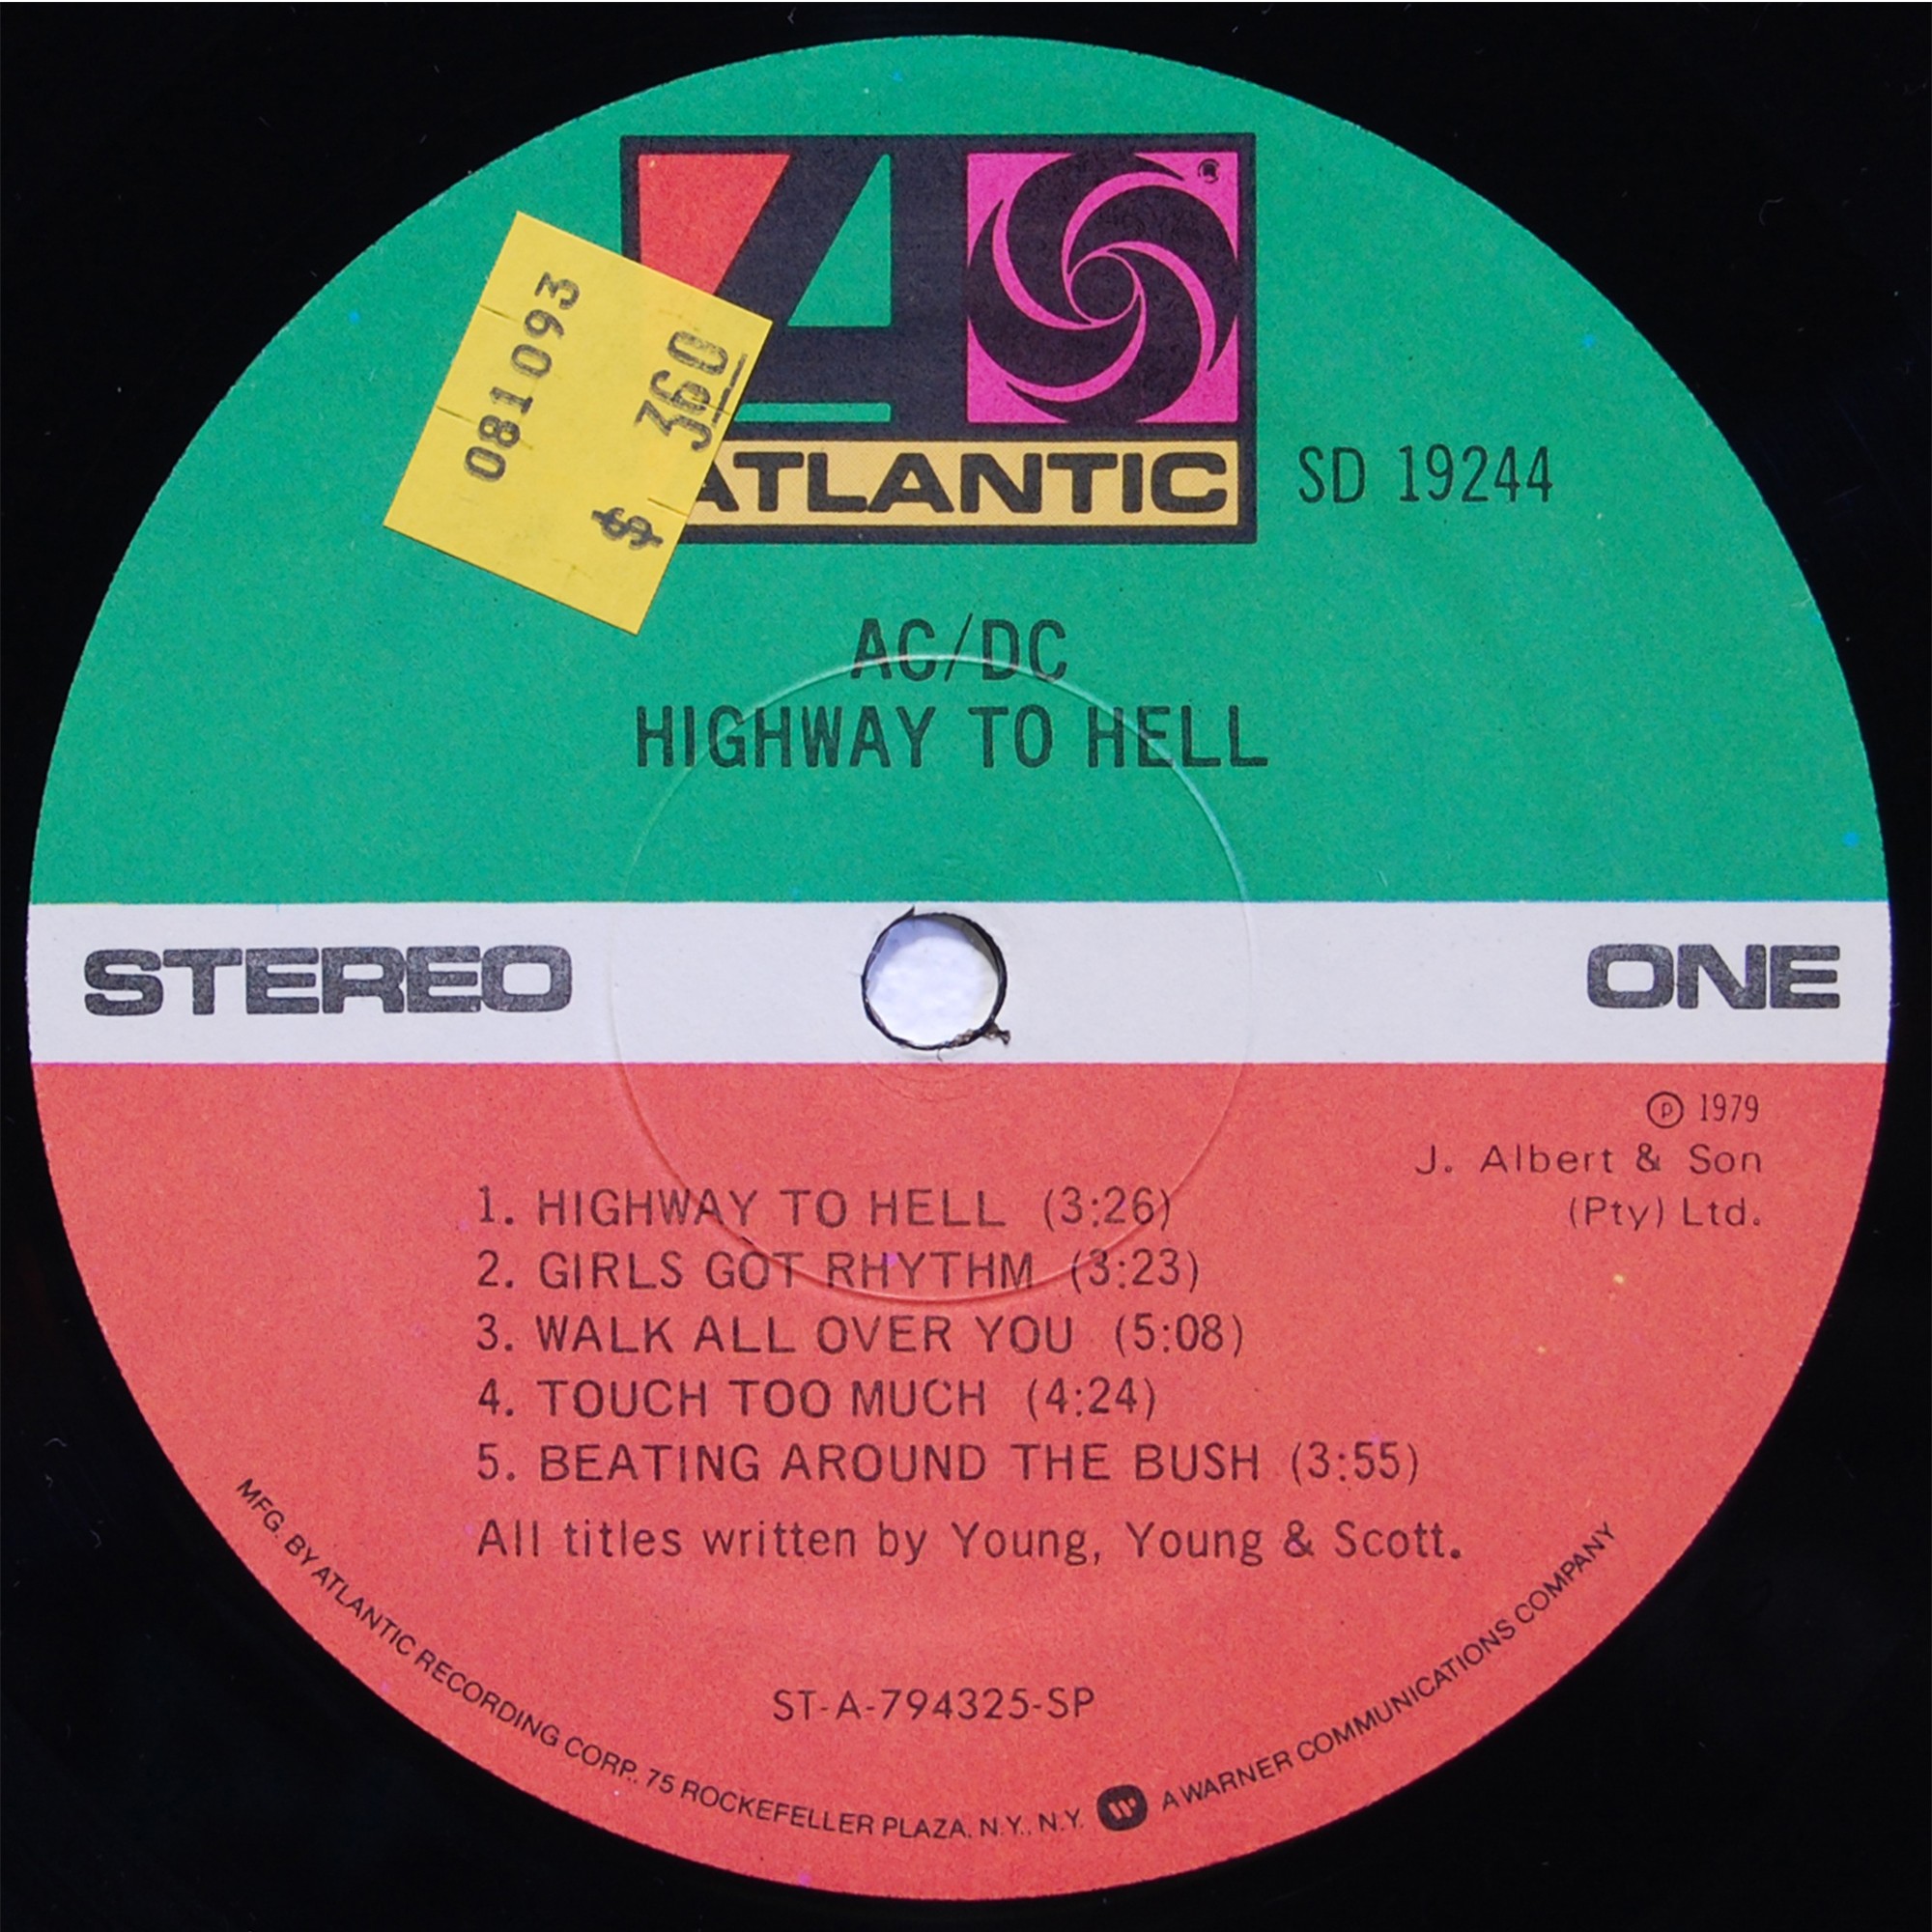 081093
$ 360
ATLANTIC
SD 19244
AC/DC
HIGHWAY TO HELL
STEREO
ONE
℗ 1979
J. Albert & Son
(Pty) Ltd.
1. HIGHWAY TO HELL (3:26)
2. GIRLS GOT RHYTHM (3:23)
3. WALK ALL OVER YOU (5:08)
4. TOUCH TOO MUCH (4:24)
5. BEATING AROUND THE BUSH (3:55)
All titles written by Young, Young & Scott.
ST-A-794325-SP
MFG. BY ATLANTIC RECORDING CORP., 75 ROCKEFELLER PLAZA, N.Y., N.Y. A WARNER COMMUNICATIONS COMPANY